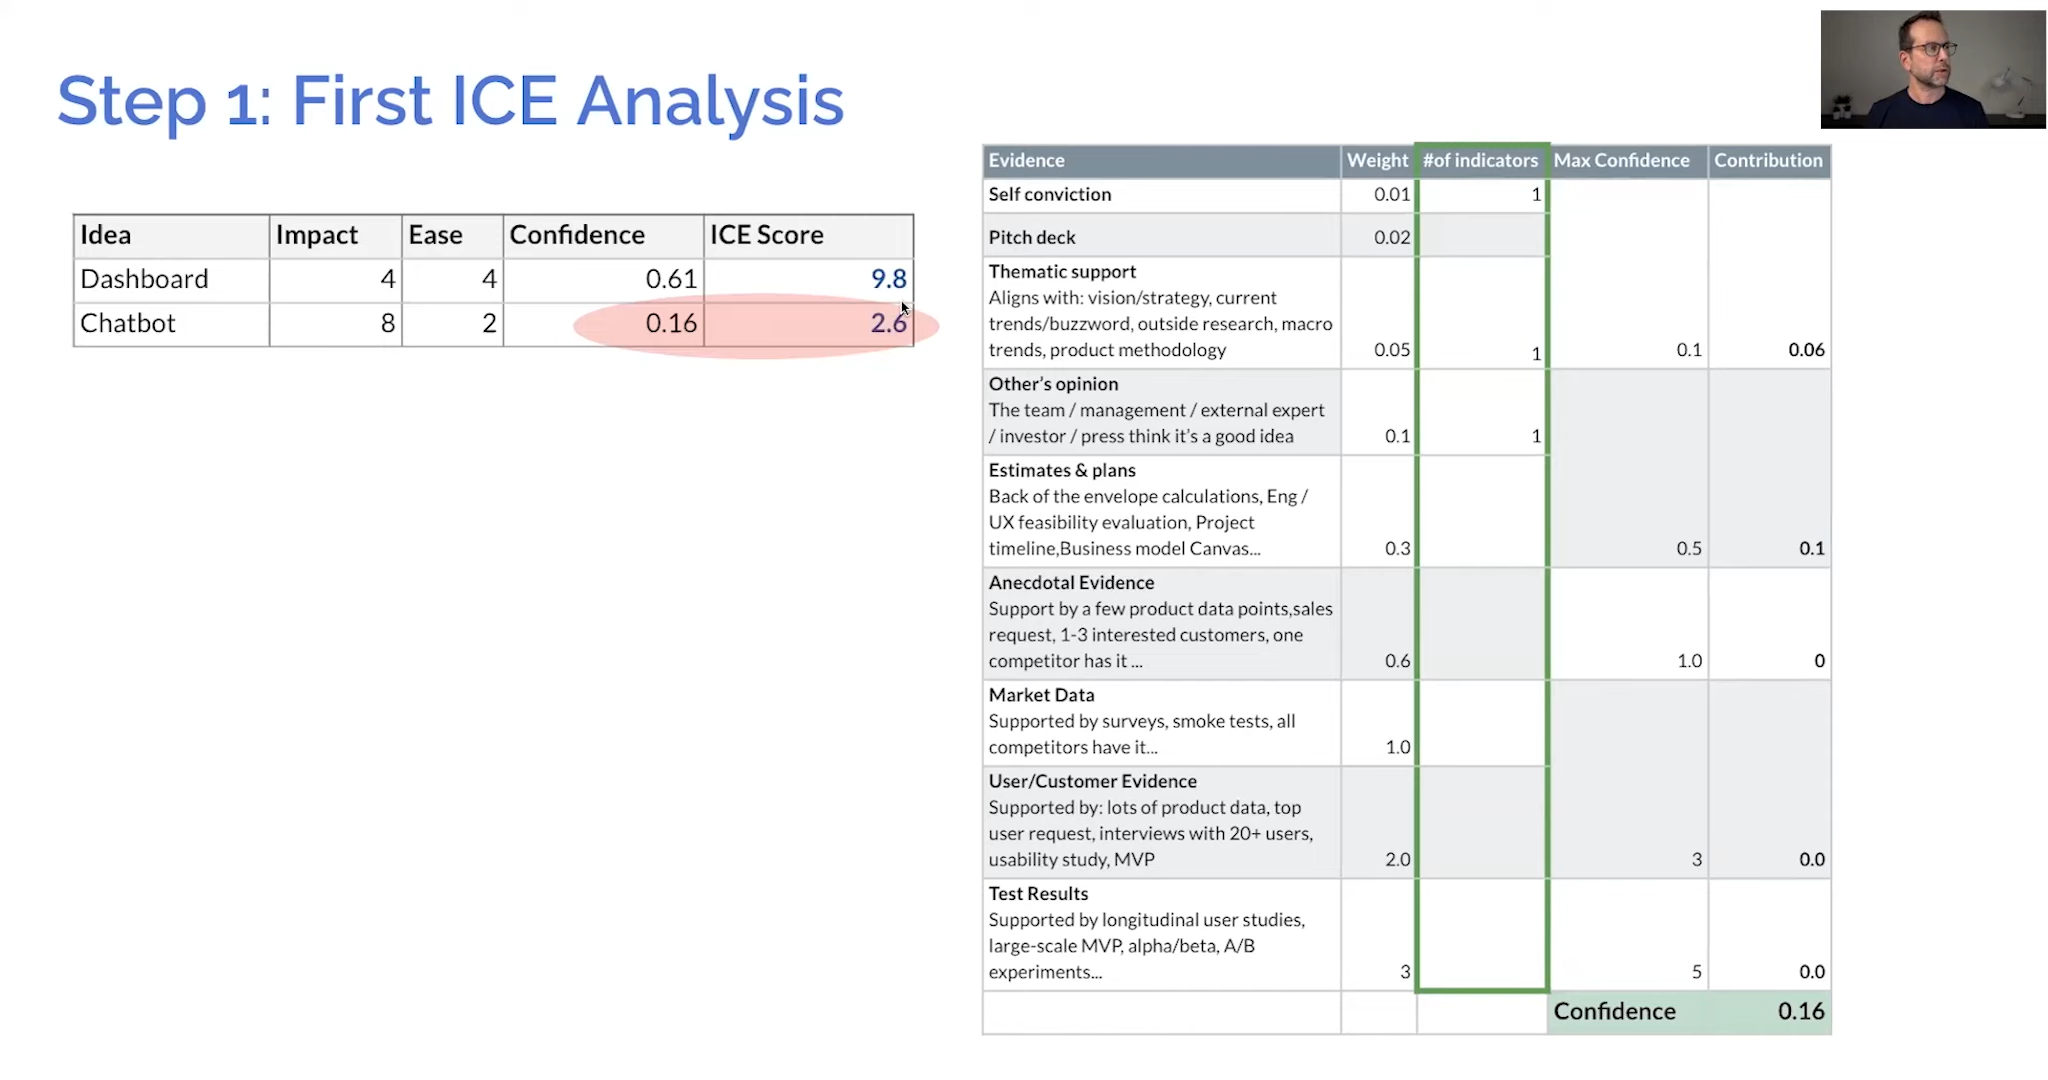 Step 1: First ICE Analysis
Idea Impact Ease Confidence ICE Score
Dashboard 4 4 0.61 9.8
Chatbot 8 2 0.16 2.6
Evidence Weight #of indicators Max Confidence Contribution
Self conviction 0.01 1
Pitch deck 0.02
Thematic support
Aligns with: vision/strategy, current
trends/buzzword, outside research, macro
trends, product methodology 0.05 1 0.1 0.06
Other’s opinion
The team / management / external expert
/ investor / press think it’s a good idea 0.1 1
Estimates & plans
Back of the envelope calculations, Eng /
UX feasibility evaluation, Project
timeline,Business model Canvas... 0.3 0.5 0.1
Anecdotal Evidence
Support by a few product data points,sales
request, 1-3 interested customers, one
competitor has it ... 0.6 1.0 0
Market Data
Supported by surveys, smoke tests, all
competitors have it... 1.0
User/Customer Evidence
Supported by: lots of product data, top
user request, interviews with 20+ users,
usability study, MVP 2.0 3 0.0
Test Results
Supported by longitudinal user studies,
large-scale MVP, alpha/beta, A/B
experiments... 3 5 0.0
Confidence 0.16